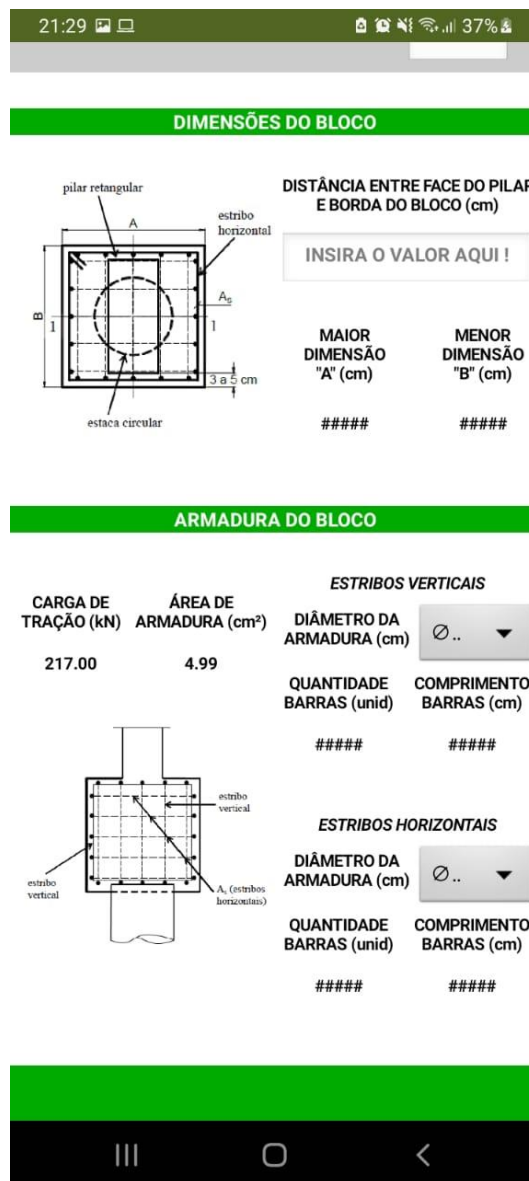 21:29
37%
DIMENSÕES DO BLOCO
pilar retangular
A
estribo
horizontal
B
1
As
1
3 a 5 cm
estaca circular
DISTÂNCIA ENTRE FACE DO PILAR
E BORDA DO BLOCO (cm)
INSIRA O VALOR AQUI !
MAIOR
DIMENSÃO
"A" (cm)
MENOR
DIMENSÃO
"B" (cm)
#####
#####
ARMADURA DO BLOCO
CARGA DE
TRAÇÃO (kN)
ÁREA DE
ARMADURA (cm²)
217.00
4.99
ESTRIBOS VERTICAIS
DIÂMETRO DA
ARMADURA (cm)
Ø..
QUANTIDADE
BARRAS (unid)
COMPRIMENTO
BARRAS (cm)
#####
#####
estribo
vertical
estribo
vertical
As (estribos
horizontais)
ESTRIBOS HORIZONTAIS
DIÂMETRO DA
ARMADURA (cm)
Ø..
QUANTIDADE
BARRAS (unid)
COMPRIMENTO
BARRAS (cm)
#####
#####